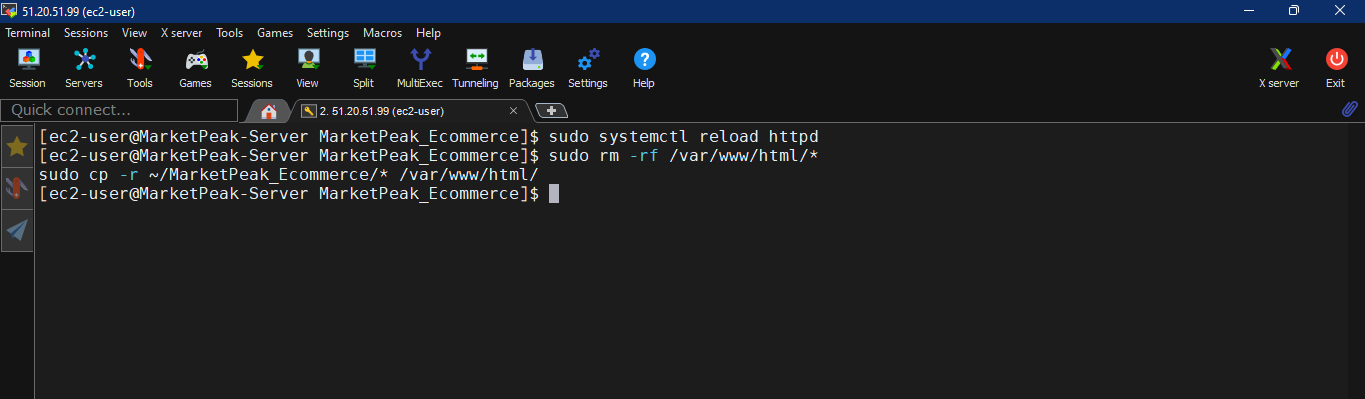 51.20.51.99 (ec2-user)
Terminal Sessions View X server Tools Games Settings Macros Help
Session Servers Tools Games Sessions View Split MultiExec Tunneling Packages Settings Help X server Exit
Quick connect... 2. 51.20.51.99 (ec2-user)
[ec2-user@MarketPeak-Server MarketPeak_Ecommerce]$ sudo systemctl reload httpd
[ec2-user@MarketPeak-Server MarketPeak_Ecommerce]$ sudo rm -rf /var/www/html/*
sudo cp -r ~/MarketPeak_Ecommerce/* /var/www/html/
[ec2-user@MarketPeak-Server MarketPeak_Ecommerce]$